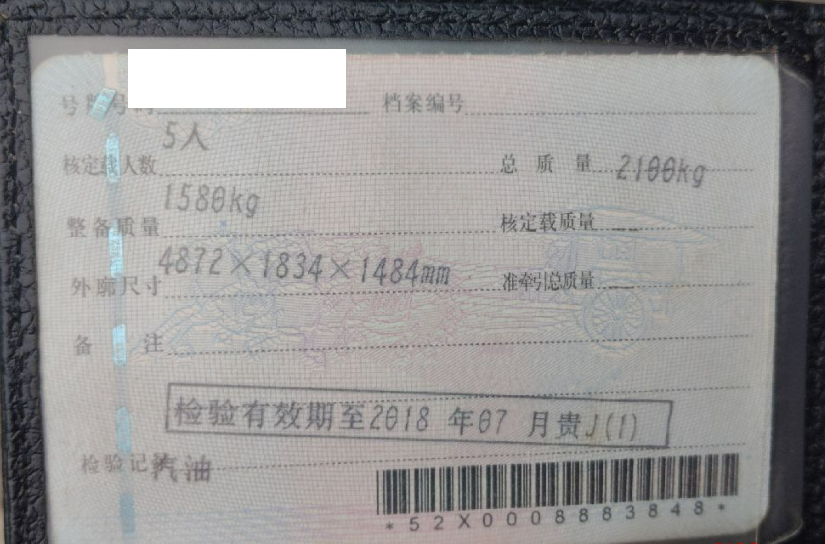 号牌号码 档案编号
5人
核定载人数 总质量 2100kg
1580kg
整备质量 核定载质量 --
4872×1834×1484mm
外廓尺寸 准牵引总质量 --
备注
检验有效期至2018年07月贵J(1)
检验记录 汽油
*52X0008883848*